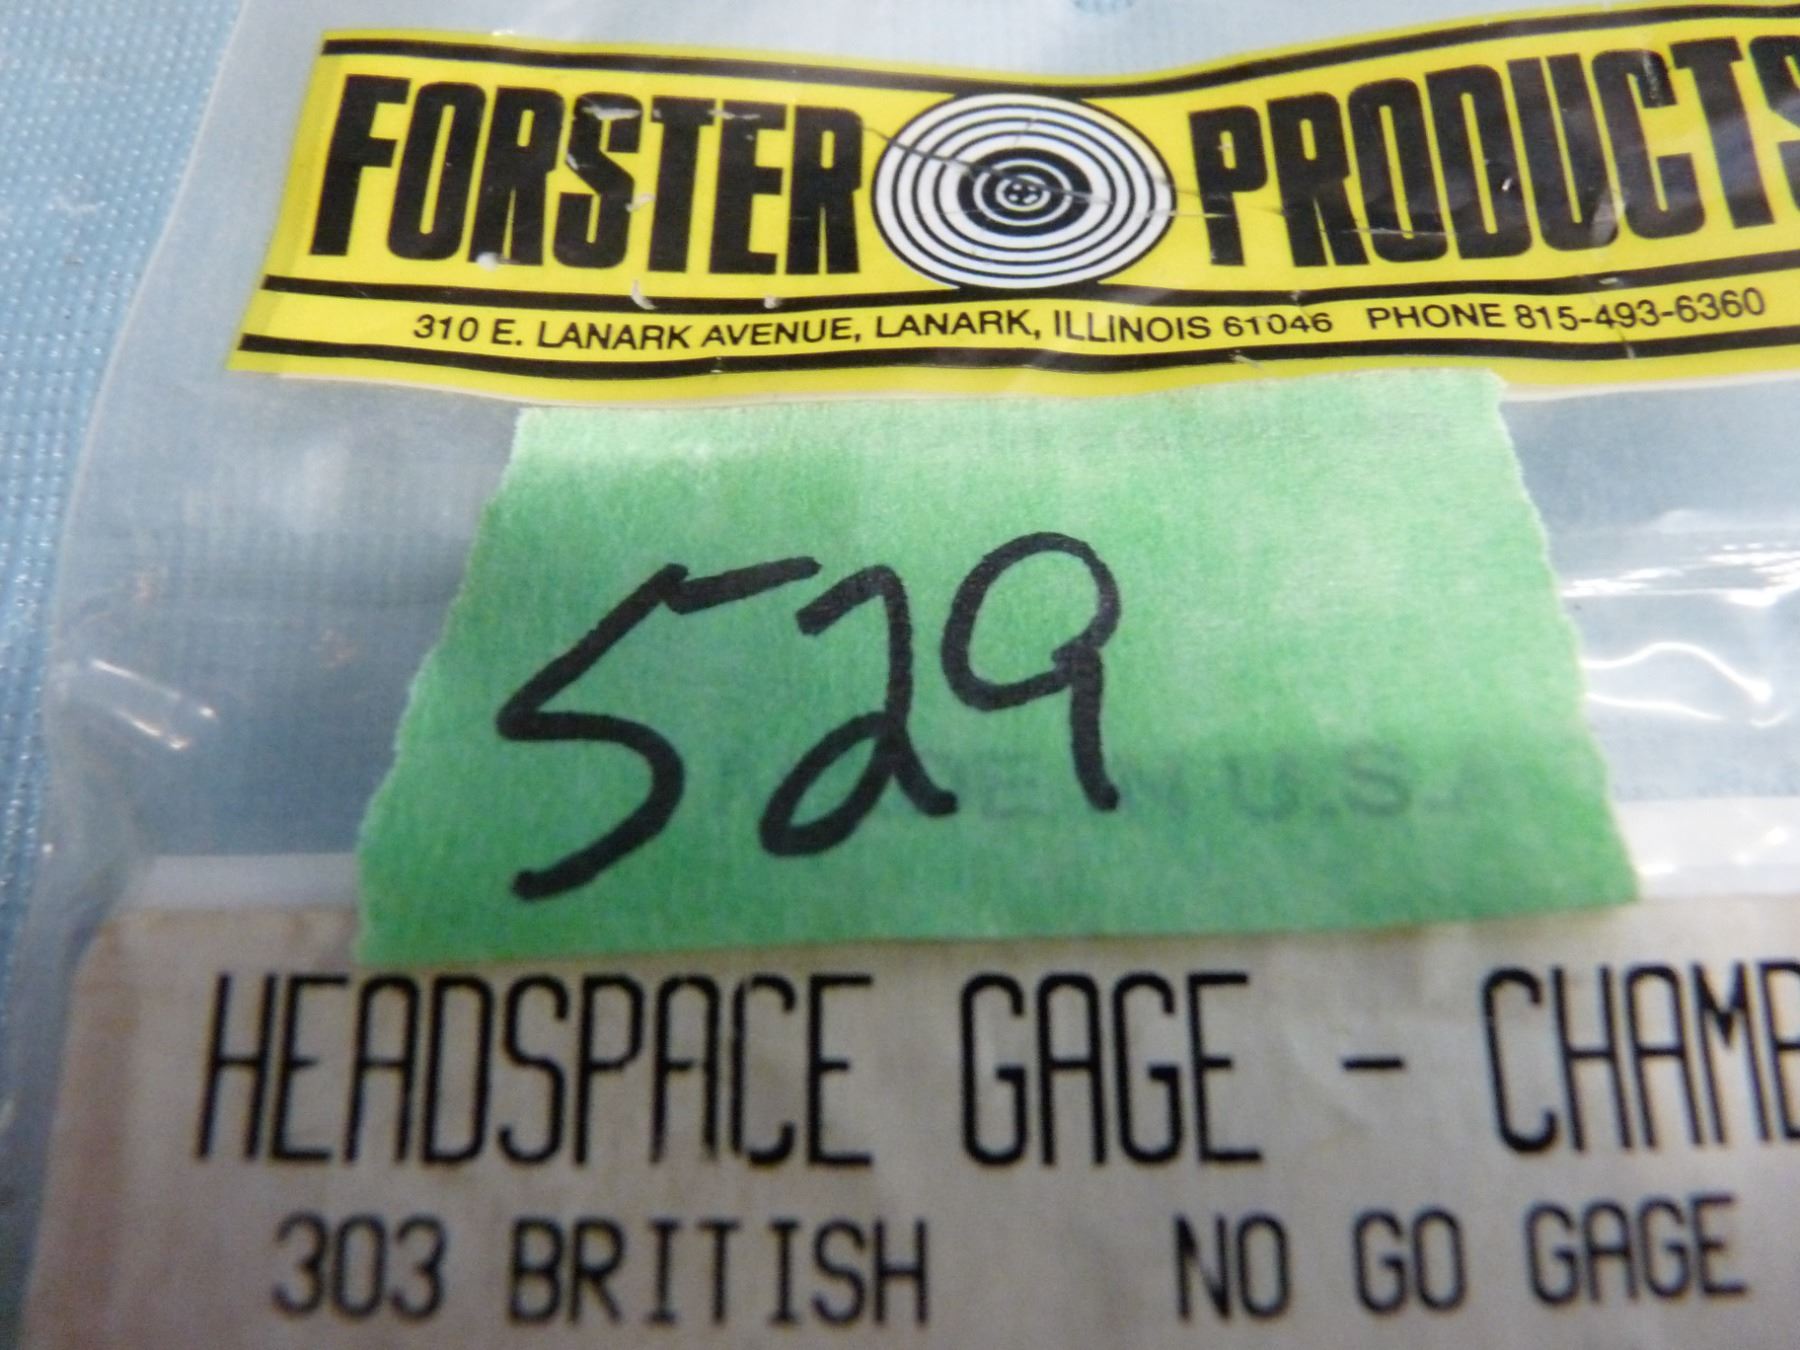 FORSTER PRODUCTS
310 E. LANARK AVENUE, LANARK, ILLINOIS 61046 PHONE 815-493-6360
529
U.S.A
HEADSPACE GAGE - CHAMB
303 BRITISH NO GO GAGE